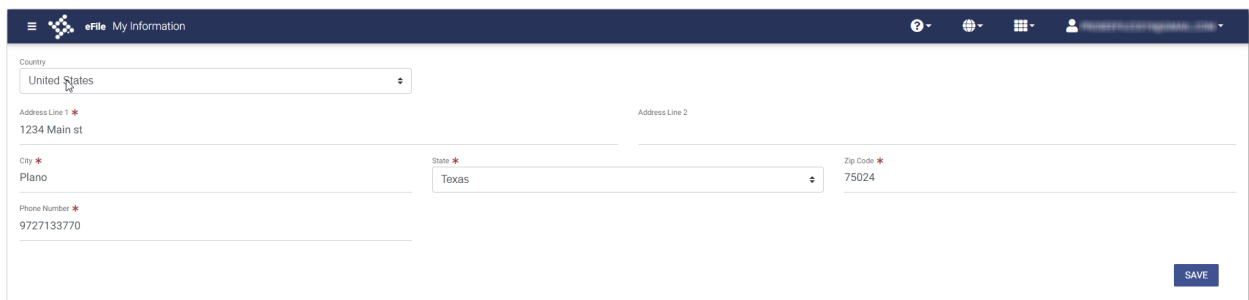 eFile My Information
Country
United States
Address Line 1 *
Address Line 2
1234 Main st
City *
State *
Zip Code *
Plano
Texas
75024
Phone Number *
9727133770
SAVE